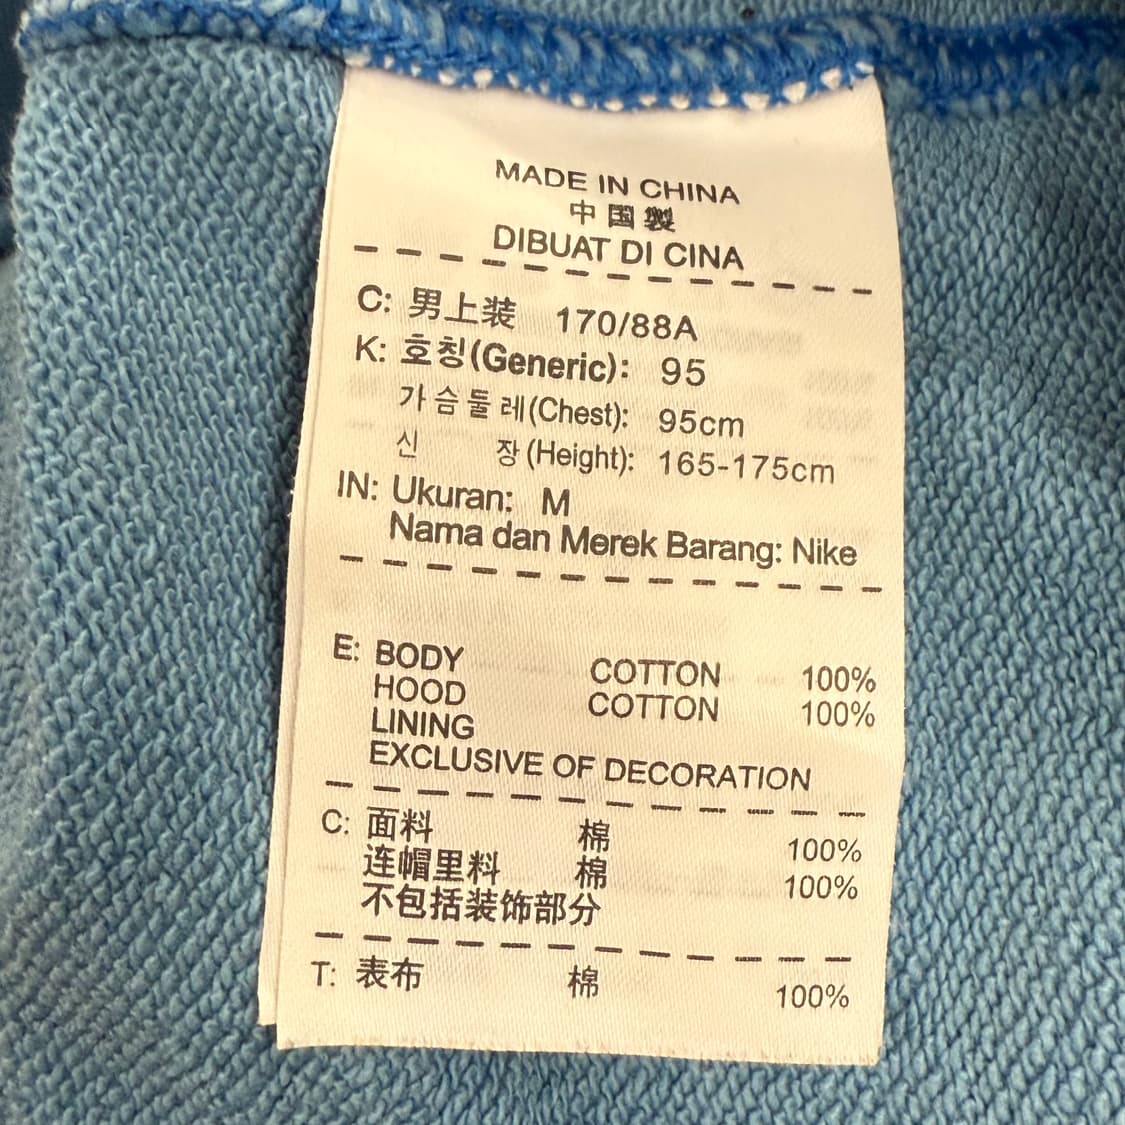 MADE IN CHINA
中国製
DIBUAT DI CINA
C: 男上装 170/88A
K: 호칭(Generic): 95
가슴둘레(Chest): 95cm
신 장(Height): 165-175cm
IN: Ukuran: M
Nama dan Merek Barang: Nike
E: BODY COTTON 100%
HOOD COTTON 100%
LINING
EXCLUSIVE OF DECORATION
C: 面料 棉 100%
连帽里料 棉 100%
不包括装饰部分
T: 表布 棉 100%